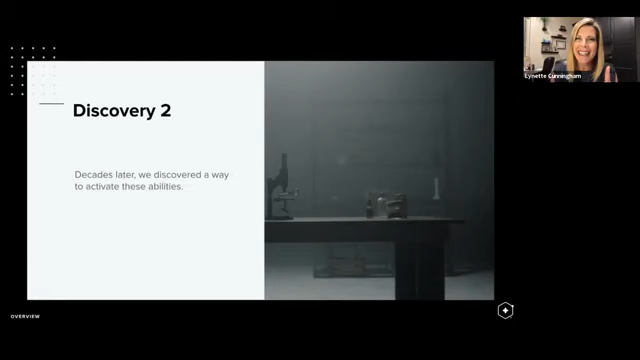 Lynette Cunningham
Discovery 2
Decades later, we discovered a way
to activate these abilities.
OVERVIEW